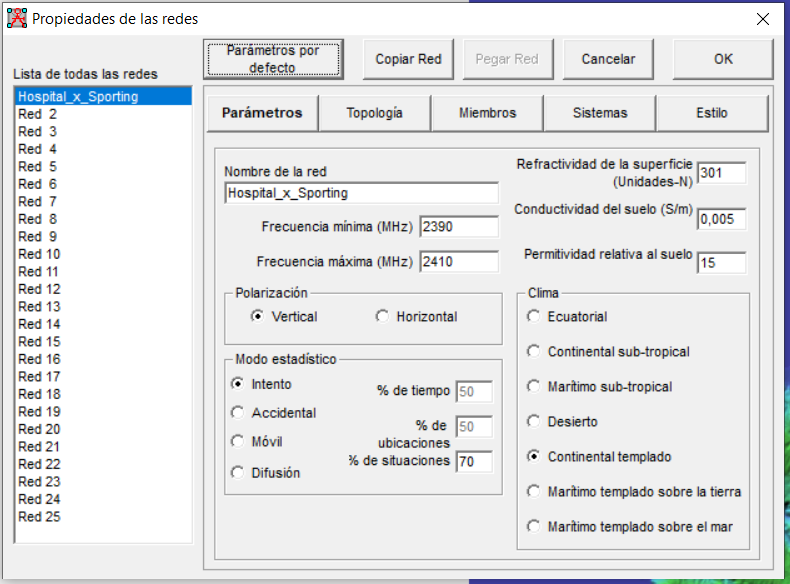 Propiedades de las redes
Parámetros por
defecto
Copiar Red
Pegar Red
Cancelar
OK
Lista de todas las redes
Hospital_x_Sporting
Red 2
Red 3
Red 4
Red 5
Red 6
Red 7
Red 8
Red 9
Red 10
Red 11
Red 12
Red 13
Red 14
Red 15
Red 16
Red 17
Red 18
Red 19
Red 20
Red 21
Red 22
Red 23
Red 24
Red 25
Parámetros
Topología
Miembros
Sistemas
Estilo
Nombre de la red
Hospital_x_Sporting
Frecuencia mínima (MHz) 2390
Frecuencia máxima (MHz) 2410
Refractividad de la superficie
(Unidades-N) 301
Conductividad del suelo (S/m) 0,005
Permitividad relativa al suelo 15
Polarización
Vertical
Horizontal
Modo estadístico
Intento
Accidental
Móvil
Difusión
% de tiempo 50
% de
ubicaciones 50
% de situaciones 70
Clima
Ecuatorial
Continental sub-tropical
Marítimo sub-tropical
Desierto
Continental templado
Marítimo templado sobre la tierra
Marítimo templado sobre el mar